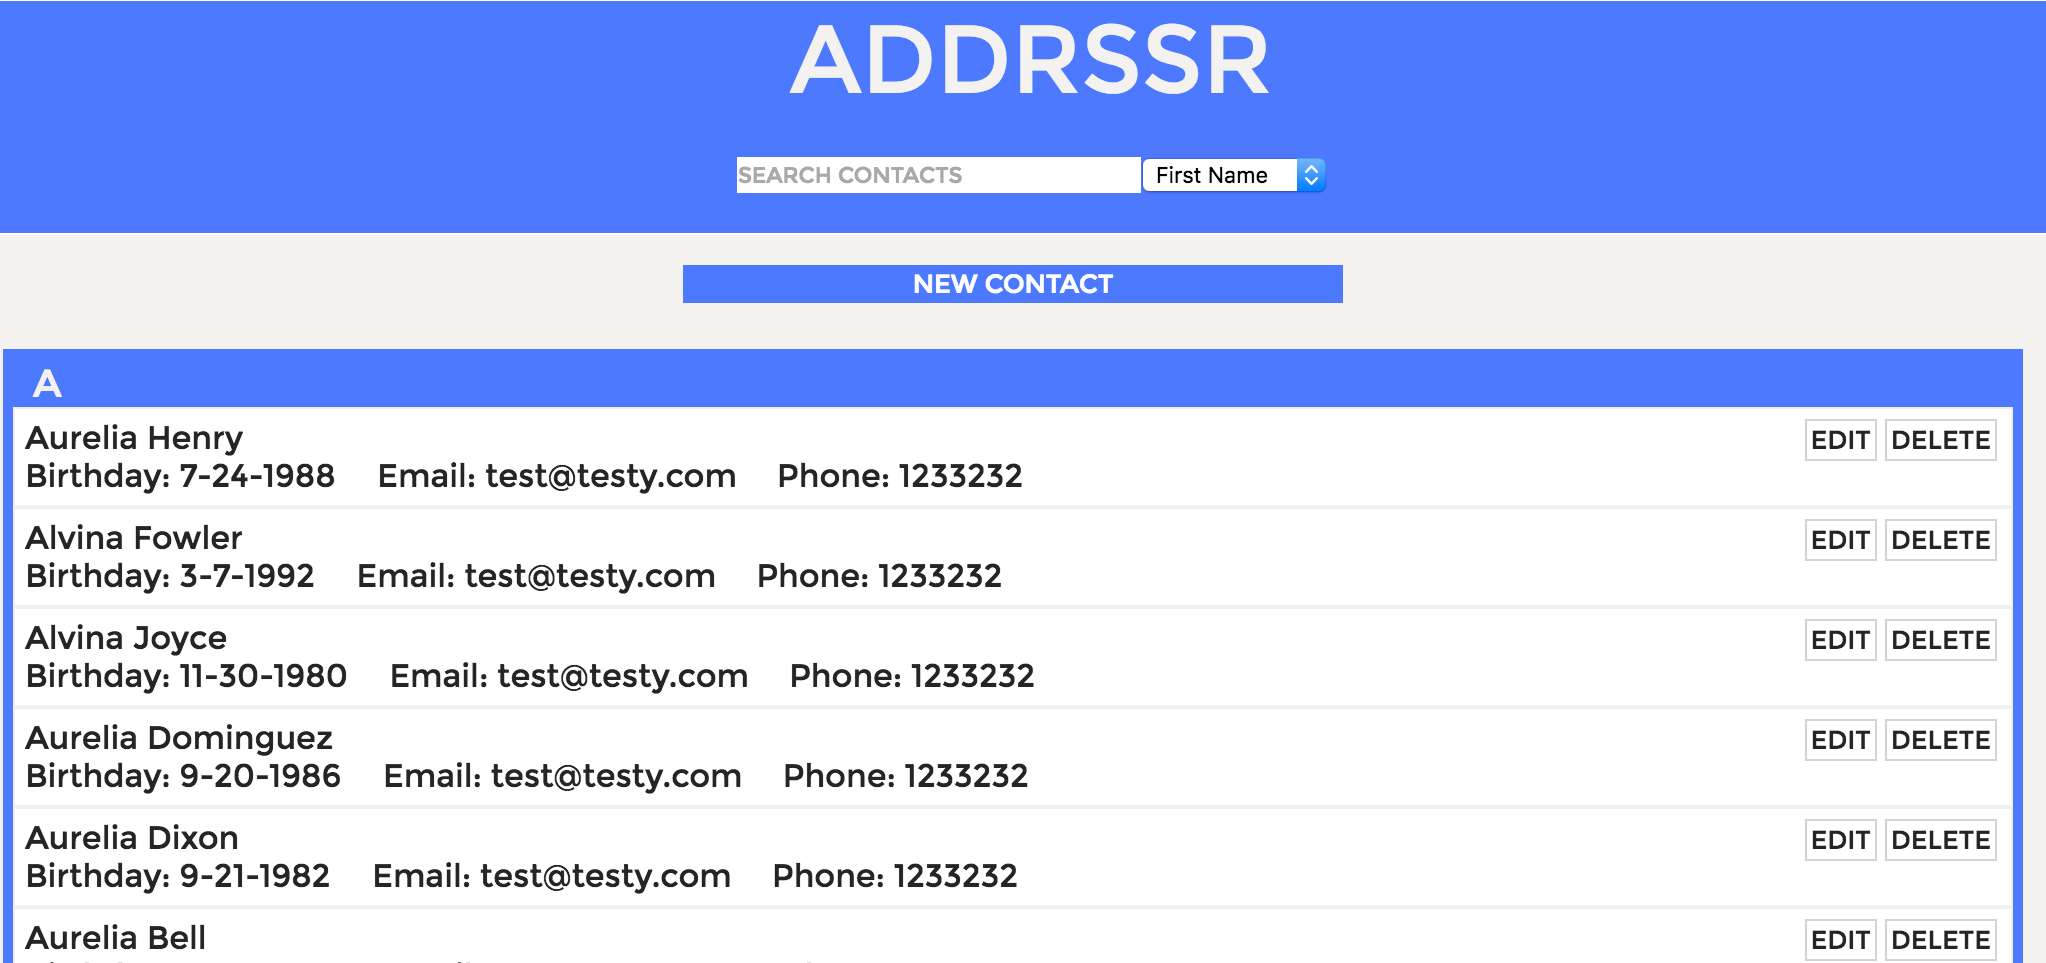 ADDRSSR
SEARCH CONTACTS First Name
NEW CONTACT
A
Aurelia Henry EDIT DELETE
Birthday: 7-24-1988 Email: test@testy.com Phone: 1233232
Alvina Fowler EDIT DELETE
Birthday: 3-7-1992 Email: test@testy.com Phone: 1233232
Alvina Joyce EDIT DELETE
Birthday: 11-30-1980 Email: test@testy.com Phone: 1233232
Aurelia Dominguez EDIT DELETE
Birthday: 9-20-1986 Email: test@testy.com Phone: 1233232
Aurelia Dixon EDIT DELETE
Birthday: 9-21-1982 Email: test@testy.com Phone: 1233232
Aurelia Bell EDIT DELETE